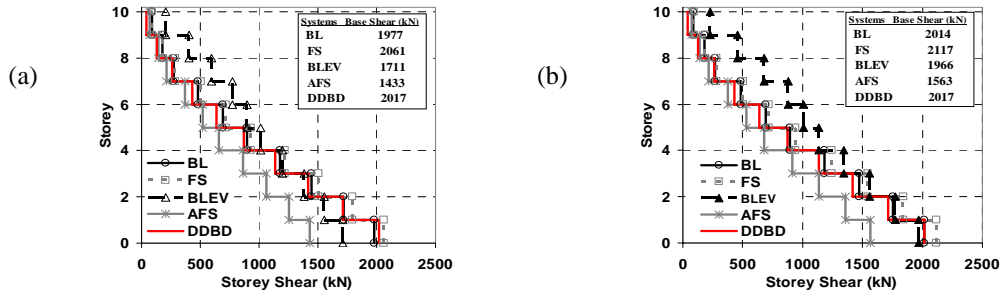 (a)
Systems Base Shear (kN)
BL 1977
FS 2061
BLEV 1711
AFS 1433
DDBD 2017
10
8
6
4
2
0
Storey
BL
FS
BLEV
AFS
DDBD
0 500 1000 1500 2000 2500
Storey Shear (kN)
(b)
Systems Base Shear (kN)
BL 2014
FS 2117
BLEV 1966
AFS 1563
DDBD 2017
10
8
6
4
2
0
Storey
BL
FS
BLEV
AFS
DDBD
0 500 1000 1500 2000 2500
Storey Shear (kN)